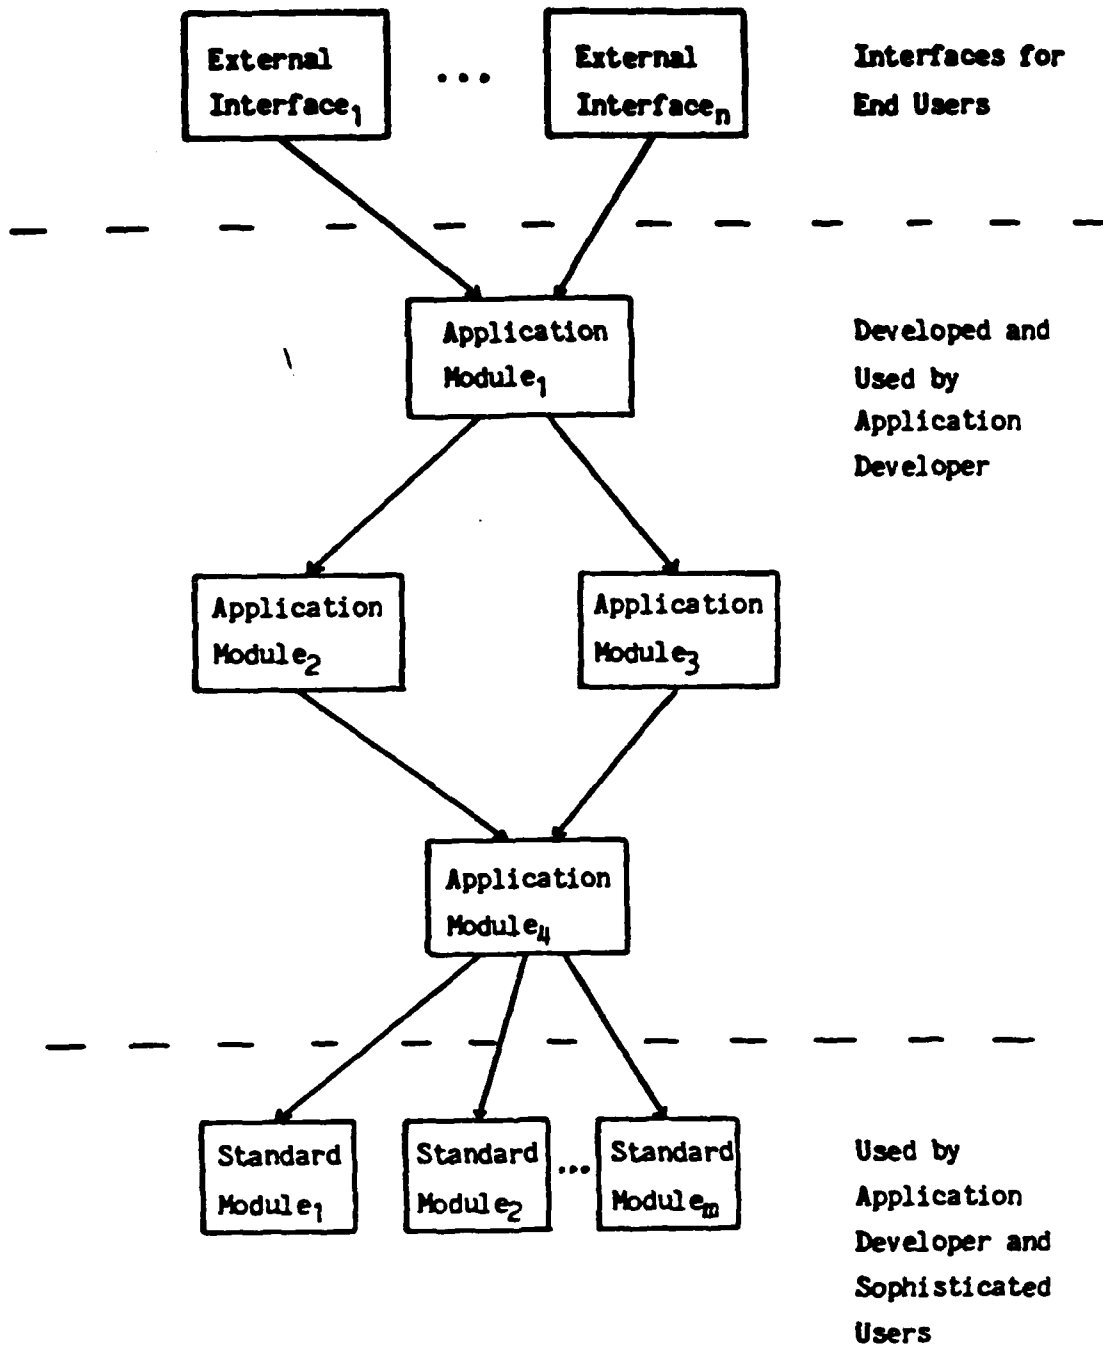 External
Interface₁
...
External
Interfaceₙ
Interfaces for
End Users
Application
Module₁
Developed and
Used by
Application
Developer
Application
Module₂
Application
Module₃
Application
Module₄
Standard
Module₁
Standard
Module₂
...
Standard
Moduleₘ
Used by
Application
Developer and
Sophisticated
Users